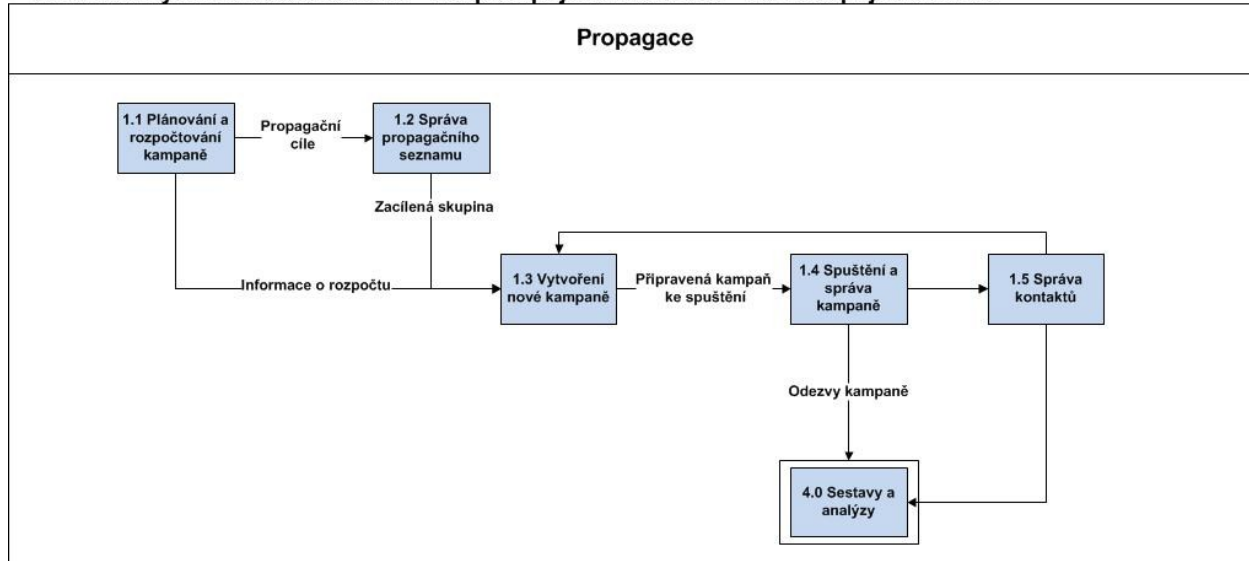 Propagace
1.1 Plánování a
rozpočtování
kampaně
Propagační
cíle
1.2 Správa
propagačního
seznamu
Zacílená skupina
Informace o rozpočtu
1.3 Vytvoření
nové kampaně
Připravená kampaň
ke spuštění
1.4 Spuštění a
správa
kampaně
1.5 Správa
kontaktů
Odezvy kampaně
4.0 Sestavy a
analýzy